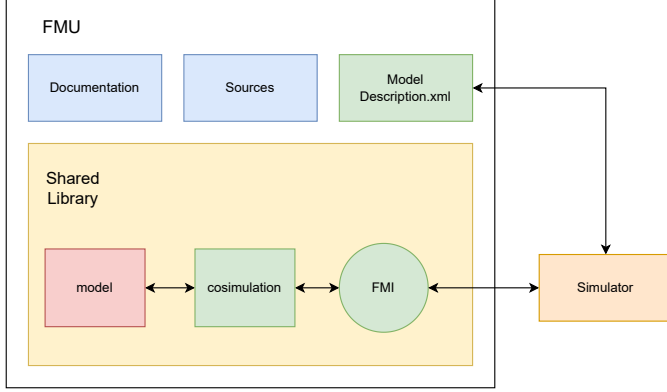 FMU
Documentation
Sources
Model
Description.xml
Shared
Library
model
cosimulation
FMI
Simulator